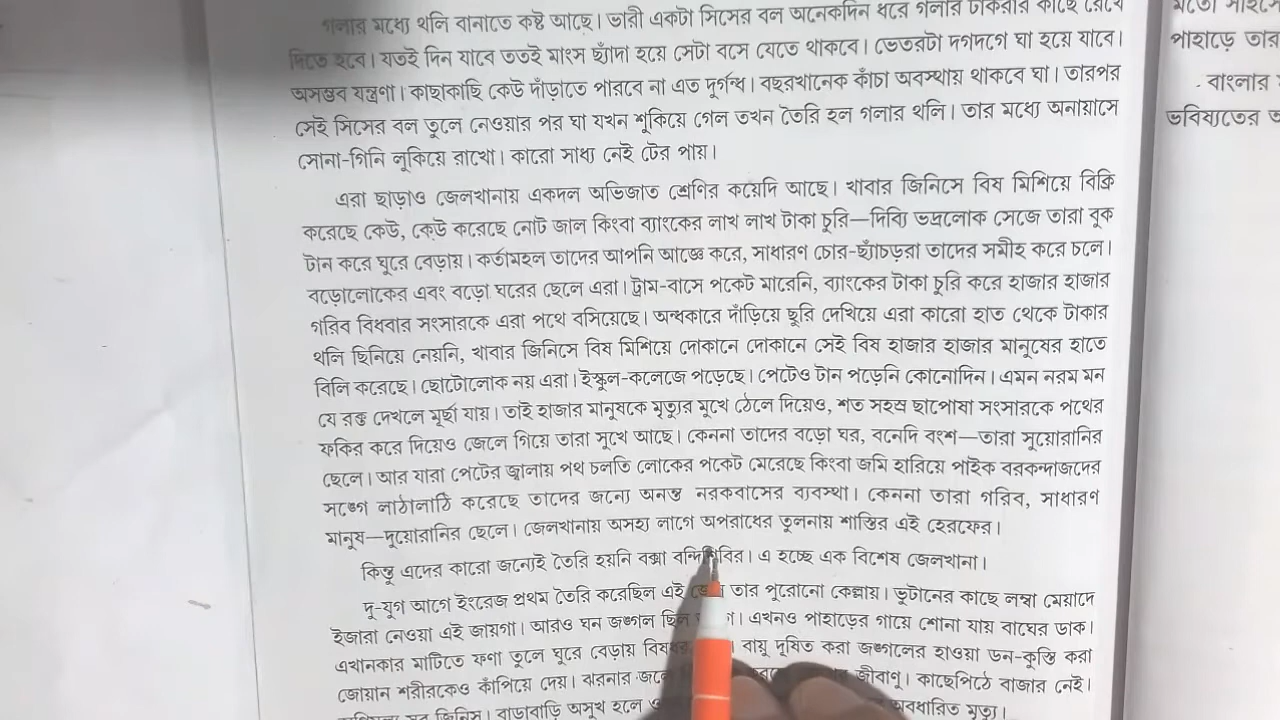 গলার মধ্যে থলি বানাতে কষ্ট আছে। ভারী একটা সিসের বল অনেকদিন ধরে গলার টাকরার কাছে রেখে
দিতে হবে। যতই দিন যাবে ততই মাংস ছ্যাঁদা হয়ে সেটা বসে যেতে থাকবে। ভেতরটা দগদগে ঘা হয়ে যাবে।
অসম্ভব যন্ত্রণা। কাছাকাছি কেউ দাঁড়াতে পারবে না এত দুর্গন্ধ। বছরখানেক কাঁচা অবস্থায় থাকবে ঘা। তারপর
সেই সিসের বল তুলে নেওয়ার পর ঘা যখন শুকিয়ে গেল তখন তৈরি হল গলার থলি। তার মধ্যে অনায়াসে
সোনা-গিনি লুকিয়ে রাখো। কারো সাধ্য নেই টের পায়।
এরা ছাড়াও জেলখানায় একদল অভিজাত শ্রেণির কয়েদি আছে। খাবার জিনিসে বিষ মিশিয়ে বিক্রি
করেছে কেউ, কেউ করেছে নোট জাল কিংবা ব্যাংকের লাখ লাখ টাকা চুরি—দিব্যি ভদ্রলোক সেজে তারা বুক
টান করে ঘুরে বেড়ায়। কর্তামহল তাদের আপনি আজ্ঞে করে, সাধারণ চোর-ছ্যাঁচড়রা তাদের সমীহ করে চলে।
বড়োলোকের এবং বড়ো ঘরের ছেলে এরা। ট্রাম-বাসে পকেট মারেনি, ব্যাংকের টাকা চুরি করে হাজার হাজার
গরিব বিধবার সংসারকে এরা পথে বসিয়েছে। অন্ধকারে দাঁড়িয়ে ছুরি দেখিয়ে এরা কারো হাত থেকে টাকার
থলি ছিনিয়ে নেয়নি, খাবার জিনিসে বিষ মিশিয়ে দোকানে দোকানে সেই বিষ হাজার হাজার মানুষের হাতে
বিলি করেছে। ছোটোলোক নয় এরা। ইস্কুল-কলেজে পড়েছে। পেটেও টান পড়েনি কোনোদিন। এমন নরম মন
যে রক্ত দেখলে মূর্ছা যায়। তাই হাজার মানুষকে মৃত্যুর মুখে ঠেলে দিয়েও, শত সহস্র ছাপোষা সংসারকে পথের
ফকির করে দিয়েও জেলে গিয়ে তারা সুখে আছে। কেননা তাদের বড়ো ঘর, বনেদি বংশ—তারা সুয়োরানির
ছেলে। আর যারা পেটের জ্বালায় পথ চলতি লোকের পকেট মেরেছে কিংবা জমি হারিয়ে পাইক বরকন্দাজদের
সঙ্গে লাঠালাঠি করেছে তাদের জন্যে অনন্ত নরকবাসের ব্যবস্থা। কেননা তারা গরিব, সাধারণ
মানুষ—দুয়োরানির ছেলে। জেলখানায় অসহ্য লাগে অপরাধের তুলনায় শাস্তির এই হেরফের।
কিন্তু এদের কারো জন্যেই তৈরি হয়নি বক্সা বন্দিশিবির। এ হচ্ছে এক বিশেষ জেলখানা।
দু-যুগ আগে ইংরেজ প্রথম তৈরি করেছিল এই তার পুরোনো কেল্লায়। ভুটানের কাছে লম্বা মেয়াদে
ইজারা নেওয়া এই জায়গা। আরও ঘন জঙ্গল ছিল । এখনও পাহাড়ের গায়ে শোনা যায় বাঘের ডাক।
এখানকার মাটিতে ফণা তুলে ঘুরে বেড়ায় বিষধর বায়ু দূষিত করা জঙ্গলের হাওয়া ডন-কুস্তি করা
জোয়ান শরীরকেও কাঁপিয়ে দেয়। ঝরনার জলে জীবাণু। কাছেপিঠে বাজার নেই।
জিনিস। বাড়াবাড়ি অসুখ হলে অবধারিত মৃত্যু।
পাহাড়ে তার
বাংলার
ভবিষ্যতের